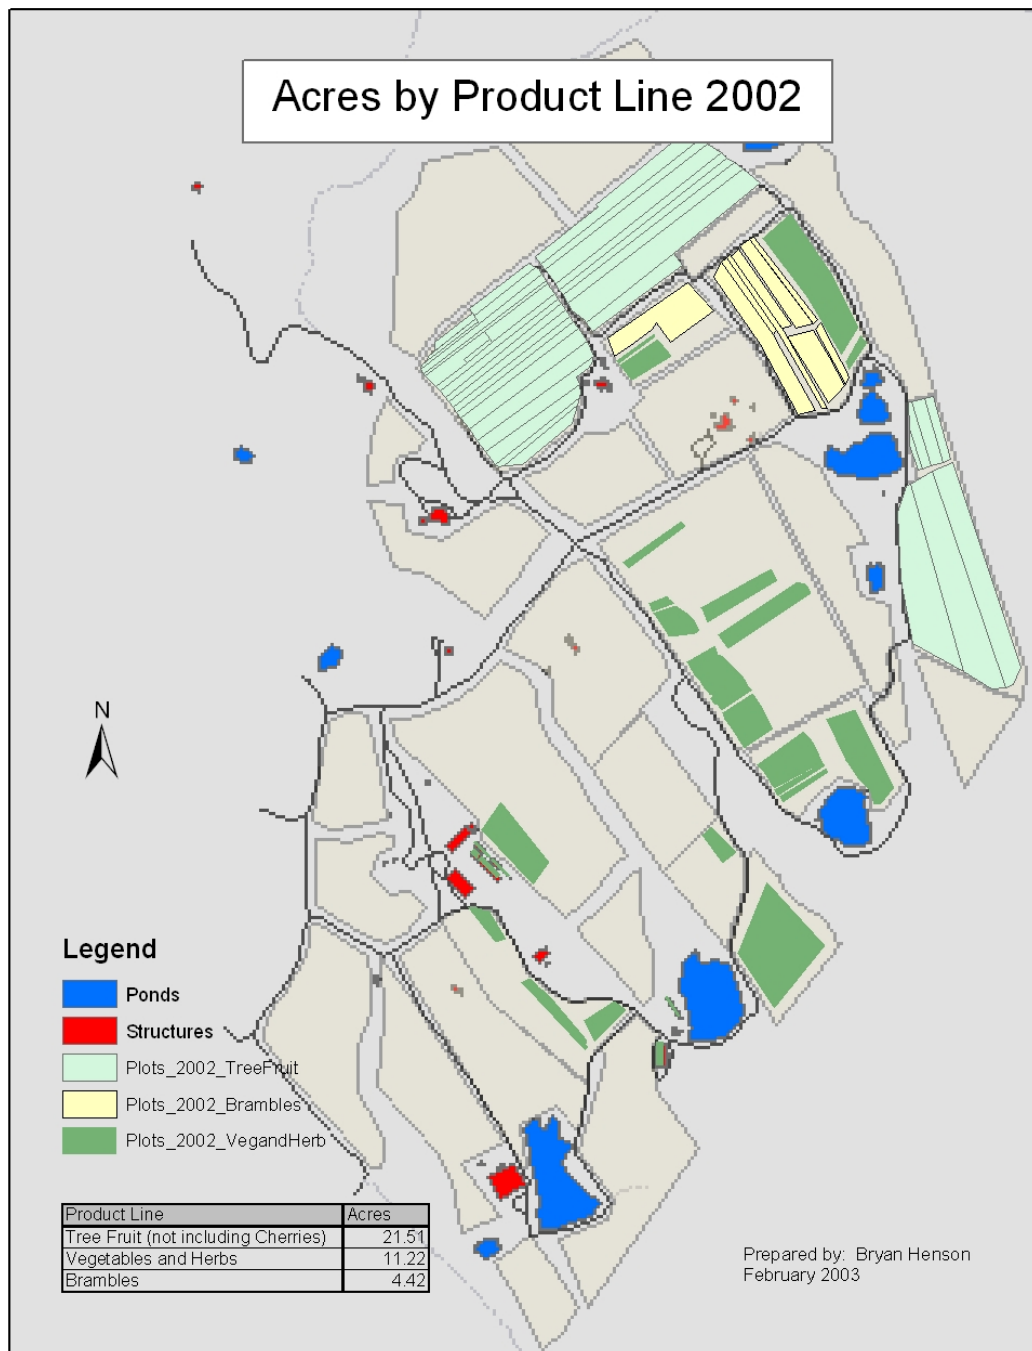 Acres by Product Line 2002
N
Legend
Ponds
Structures
Plots_2002_TreeFruit
Plots_2002_Brambles
Plots_2002_VegandHerb
Product Line Acres
Tree Fruit (not including Cherries) 21.51
Vegetables and Herbs 11.22
Brambles 4.42
Prepared by: Bryan Henson
February 2003